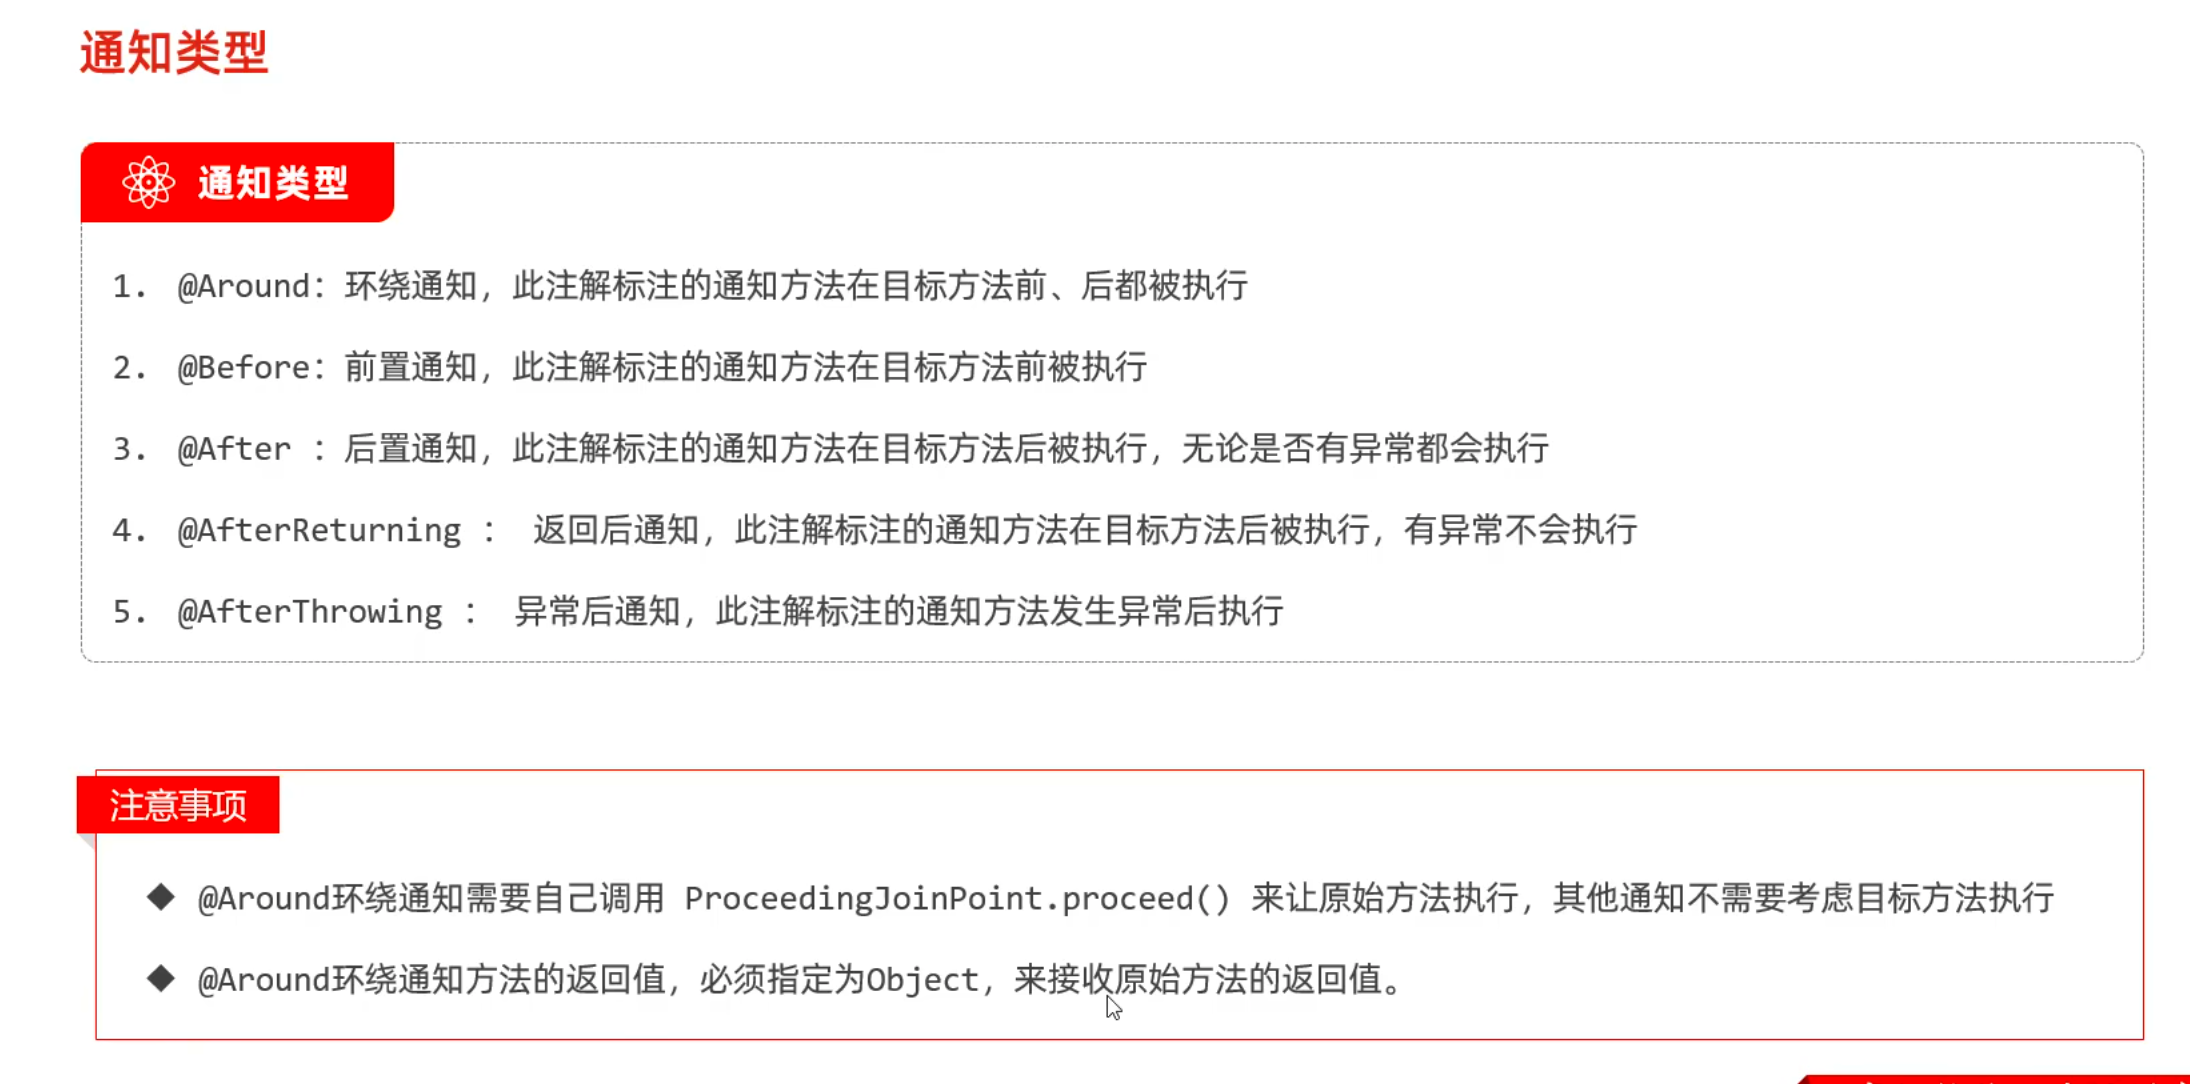 通知类型
通知类型
1. @Around：环绕通知，此注解标注的通知方法在目标方法前、后都被执行
2. @Before：前置通知，此注解标注的通知方法在目标方法前被执行
3. @After ：后置通知，此注解标注的通知方法在目标方法后被执行，无论是否有异常都会执行
4. @AfterReturning ： 返回后通知，此注解标注的通知方法在目标方法后被执行，有异常不会执行
5. @AfterThrowing ： 异常后通知，此注解标注的通知方法发生异常后执行
注意事项
◆ @Around环绕通知需要自己调用 ProceedingJoinPoint.proceed() 来让原始方法执行，其他通知不需要考虑目标方法执行
◆ @Around环绕通知方法的返回值，必须指定为Object，来接收原始方法的返回值。